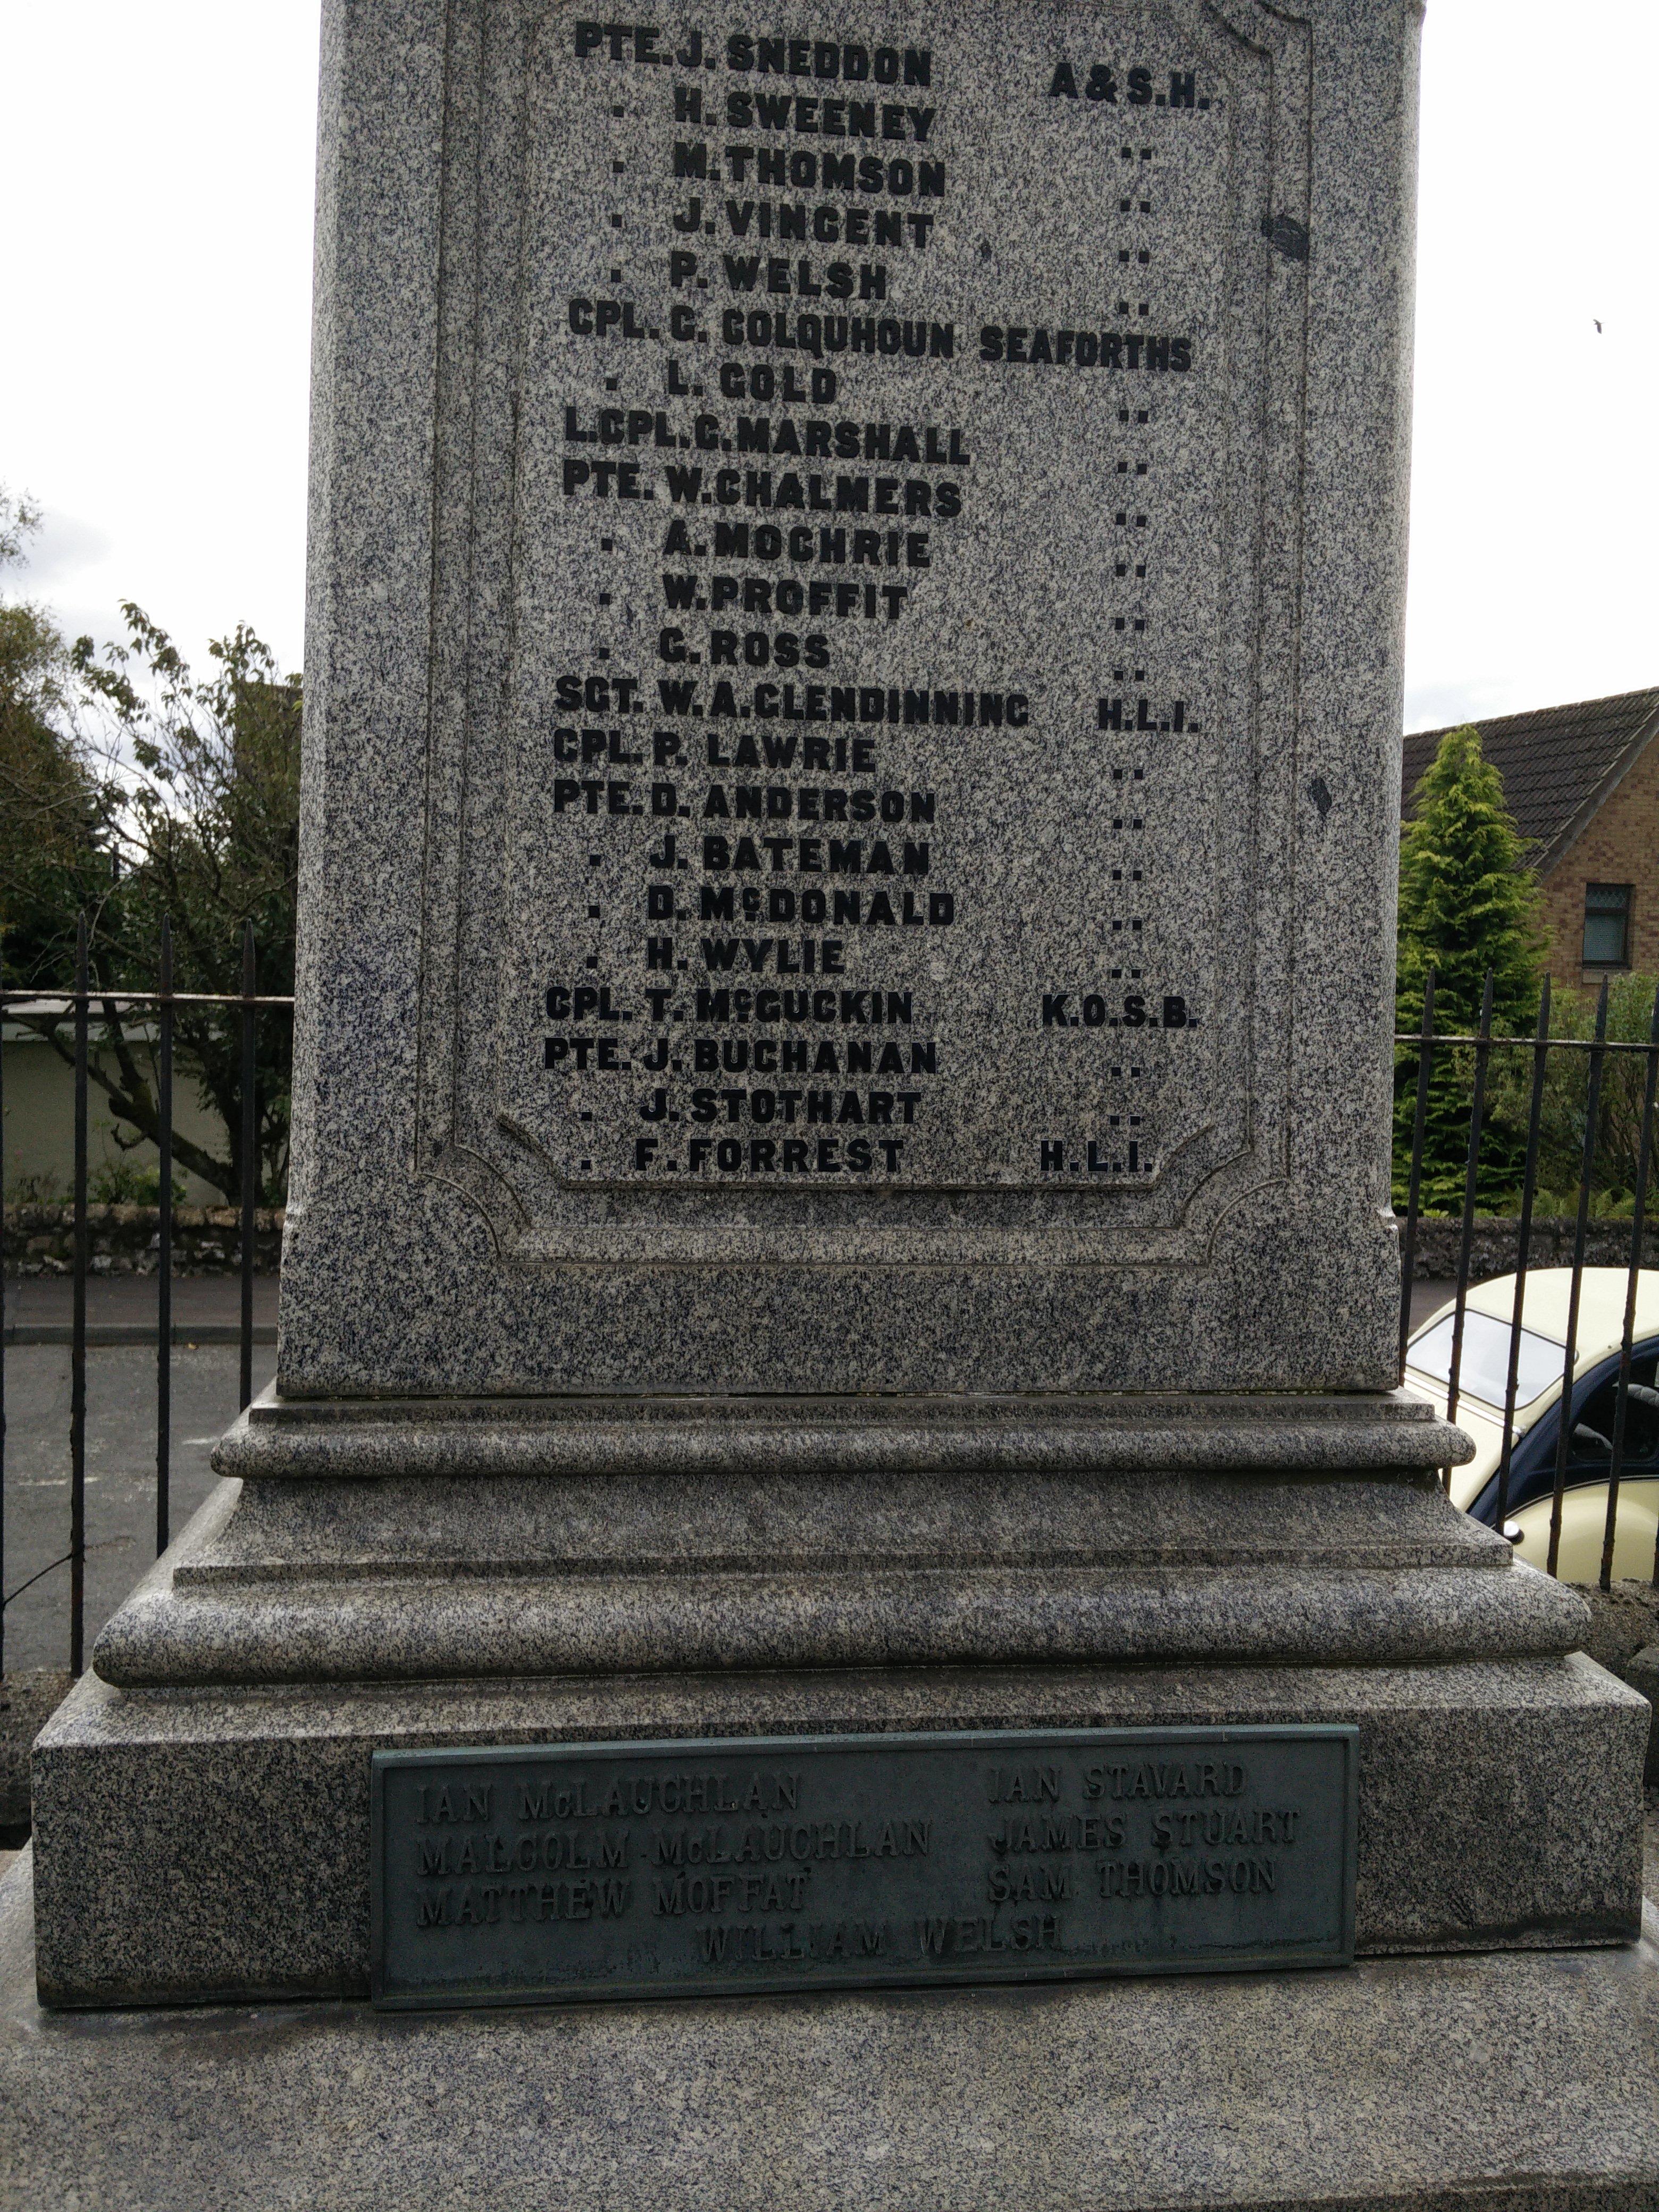 PTE. J. SNEDDON A & S.H.
. H. SWEENEY ..
. M. THOMSON ..
. J. VINCENT ..
. P. WELSH ..
CPL. G. COLQUHOUN SEAFORTHS
. L. GOLD ..
L.CPL. G. MARSHALL ..
PTE. W. CHALMERS ..
. A. MOCHRIE ..
. W. PROFFIT ..
. G. ROSS ..
SGT. W. A. GLENDINNING H.L.I.
CPL. P. LAWRIE ..
PTE. D. ANDERSON ..
. J. BATEMAN ..
. D. McDONALD ..
. H. WYLIE ..
CPL. T. McGUCKIN K.O.S.B.
PTE. J. BUCHANAN ..
. J. STOTHART ..
. F. FORREST H.L.I.
IAN McLAUCHLAN IAN STAVARD
MALCOLM McLAUCHLAN JAMES STUART
MATTHEW MOFFAT SAM THOMSON
WILLIAM WELSH